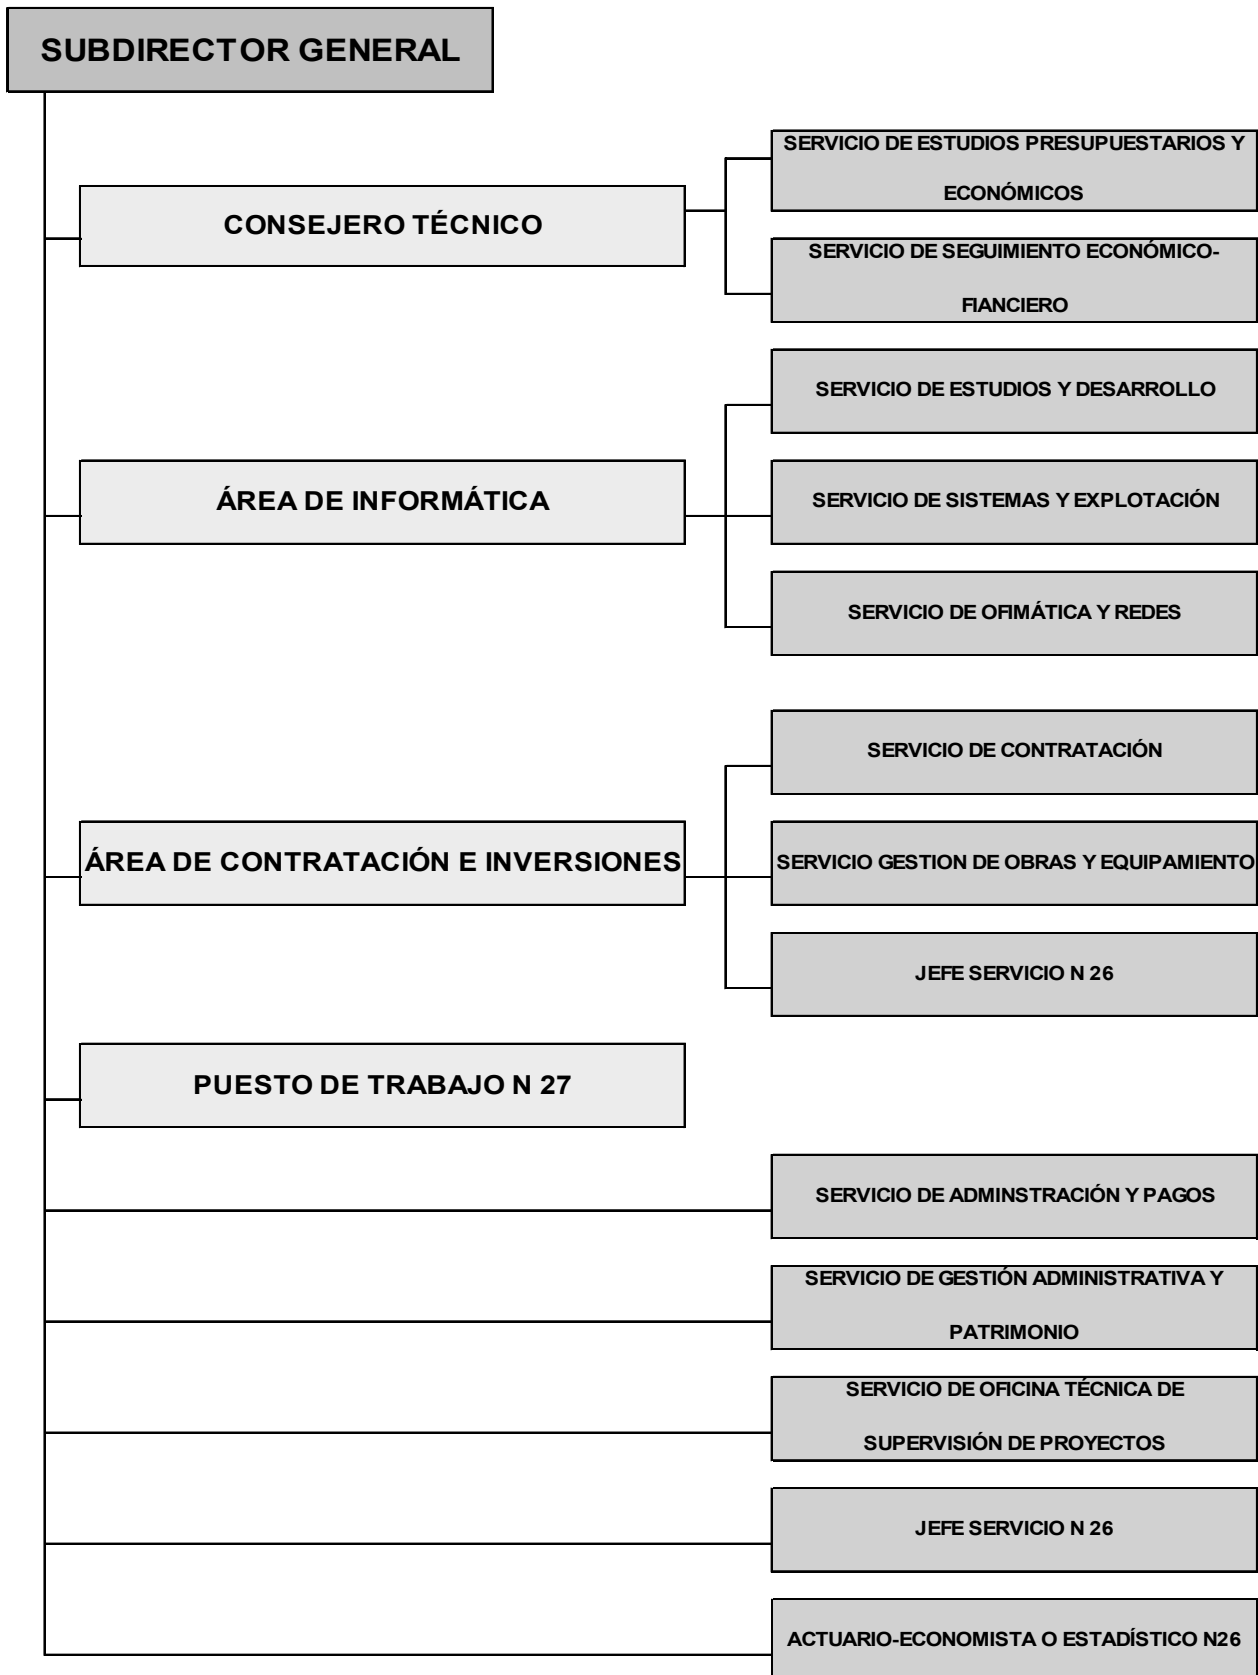 SUBDIRECTOR GENERAL
CONSEJERO TÉCNICO
SERVICIO DE ESTUDIOS PRESUPUESTARIOS Y
ECONÓMICOS
SERVICIO DE SEGUIMIENTO ECONÓMICO-
FIANCIERO
ÁREA DE INFORMÁTICA
SERVICIO DE ESTUDIOS Y DESARROLLO
SERVICIO DE SISTEMAS Y EXPLOTACIÓN
SERVICIO DE OFIMÁTICA Y REDES
ÁREA DE CONTRATACIÓN E INVERSIONES
SERVICIO DE CONTRATACIÓN
SERVICIO GESTION DE OBRAS Y EQUIPAMIENTO
JEFE SERVICIO N 26
PUESTO DE TRABAJO N 27
SERVICIO DE ADMINSTRACIÓN Y PAGOS
SERVICIO DE GESTIÓN ADMINISTRATIVA Y
PATRIMONIO
SERVICIO DE OFICINA TÉCNICA DE
SUPERVISIÓN DE PROYECTOS
JEFE SERVICIO N 26
ACTUARIO-ECONOMISTA O ESTADÍSTICO N26